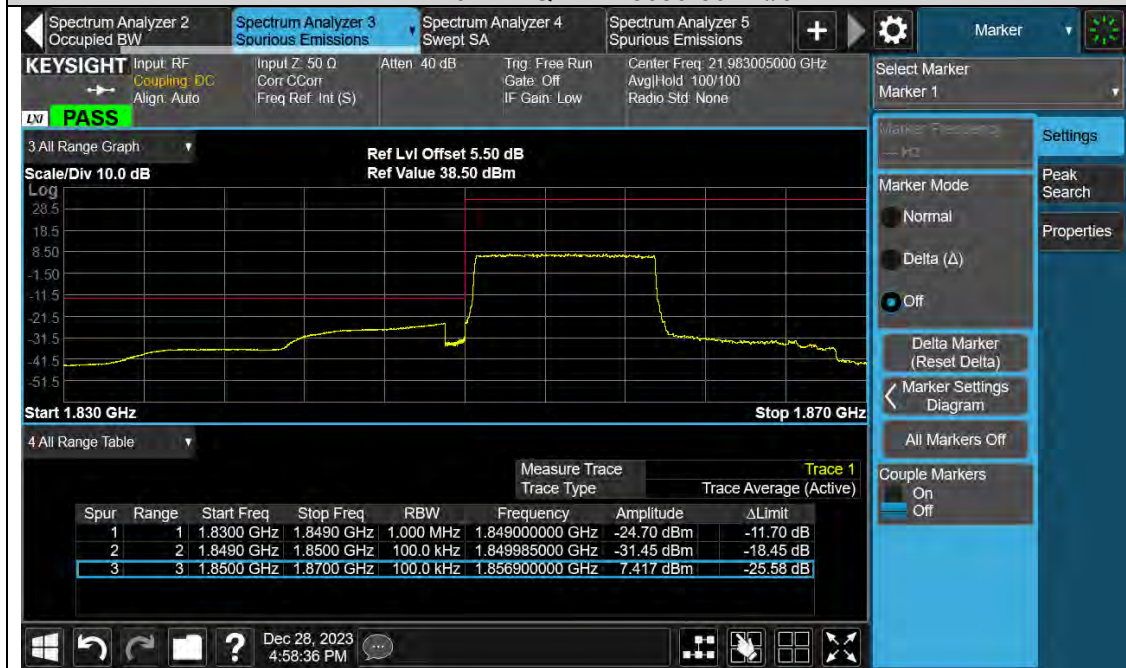 Spectrum Analyzer 2
Occupied BW
Spectrum Analyzer 3
Spurious Emissions
Spectrum Analyzer 4
Swept SA
Spectrum Analyzer 5
Spurious Emissions
+
Marker
KEYSIGHT
Input: RF
Coupling: DC
Align: Auto
Input Z: 50 Ω
Corr CCorr
Freq Ref: Int (S)
Atten: 40 dB
Trig: Free Run
Gate: Off
IF Gain: Low
Center Freq: 21.983005000 GHz
Avg|Hold: 100/100
Radio Std: None
LXI PASS
Select Marker
Marker 1
Marker Frequency
--- Hz
Settings
Peak Search
Properties
Marker Mode
Normal
Delta (Δ)
Off
Delta Marker
(Reset Delta)
Marker Settings
Diagram
All Markers Off
Couple Markers
On
Off
3 All Range Graph
Ref Lvl Offset 5.50 dB
Scale/Div 10.0 dB Ref Value 38.50 dBm
Log
28.5
18.5
8.50
-1.50
-11.5
-21.5
-31.5
-41.5
-51.5
Start 1.830 GHz Stop 1.870 GHz
4 All Range Table
Measure Trace Trace 1
Trace Type Trace Average (Active)
Spur Range Start Freq Stop Freq RBW Frequency Amplitude ΔLimit
1 1 1.8300 GHz 1.8490 GHz 1.000 MHz 1.849000000 GHz -24.70 dBm -11.70 dB
2 2 1.8490 GHz 1.8500 GHz 100.0 kHz 1.849985000 GHz -31.45 dBm -18.45 dB
3 3 1.8500 GHz 1.8700 GHz 100.0 kHz 1.856900000 GHz 7.417 dBm -25.58 dB
?
Dec 28, 2023
4:58:36 PM